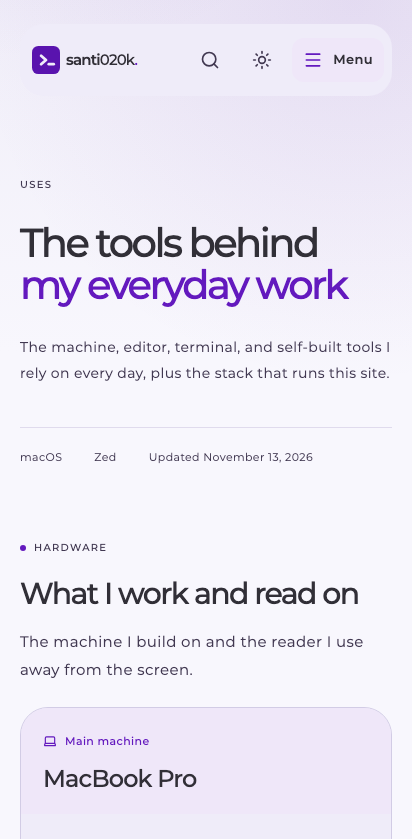 santi020k.
Menu
USES
The tools behind
my everyday work
The machine, editor, terminal, and self-built tools I
rely on every day, plus the stack that runs this site.
macOS Zed Updated November 13, 2026
HARDWARE
What I work and read on
The machine I build on and the reader I use
away from the screen.
Main machine
MacBook Pro